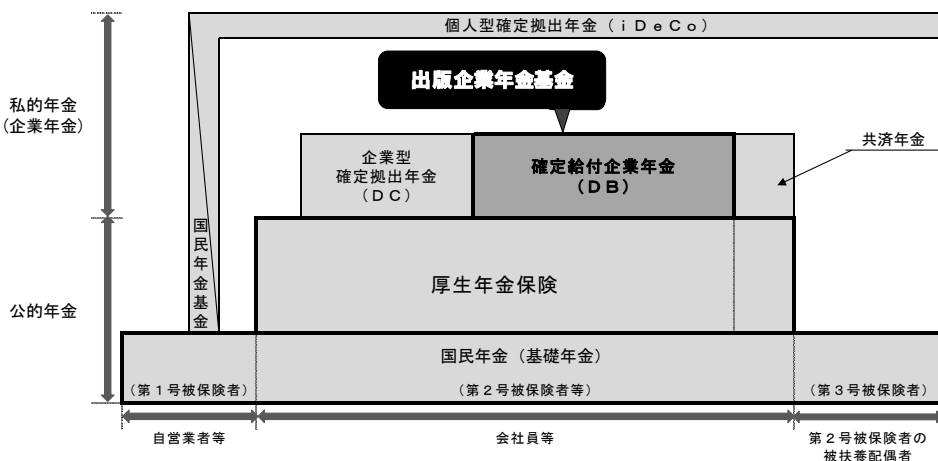 個人型確定拠出年金（ｉＤｅＣｏ）
出版企業年金基金
私的年金
（企業年金）
企業型
確定拠出年金
（ＤＣ）
確定給付企業年金
（ＤＢ）
共済年金
国民年金基金
厚生年金保険
公的年金
国民年金（基礎年金）
（第１号被保険者）
（第２号被保険者等）
（第３号被保険者）
自営業者等
会社員等
第２号被保険者の
被扶養配偶者